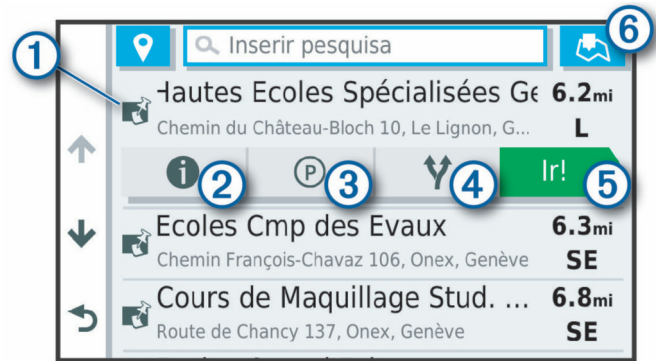 1
6
Inserir pesquisa
Hautes Ecoles Spécialisées Ge 6.2mi
Chemin du Château-Bloch 10, Le Lignon, G... L
2
P 3
4
Ir! 5
Ecoles Cmp des Evaux 6.3mi
Chemin François-Chavaz 106, Onex, Genève SE
Cours de Maquillage Stud. ... 6.8mi
Route de Chancy 137, Onex, Genève SE